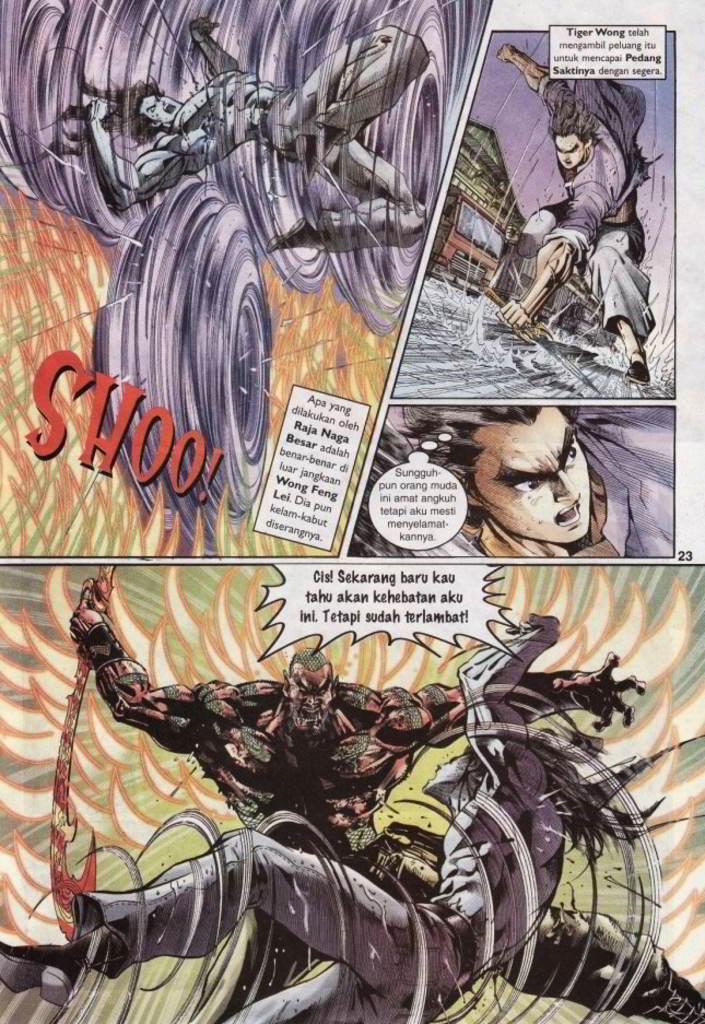 SHOO!
Apa yang
dilakukan oleh
Raja Naga
Besar adalah
benar-benar di
luar jangkaan
Wong Feng
Lei. Dia pun
kelam-kabut
diserangnya.
Tiger Wong telah
mengambil peluang itu
untuk mencapai Pedang
Saktinya dengan segera.
Sungguh-
pun orang muda
ini amat angkuh
tetapi aku mesti
menyelamat-
kannya.
23
Cis! Sekarang baru kau
tahu akan kehebatan aku
ini. Tetapi sudah terlambat!